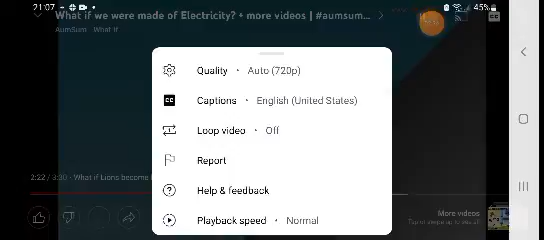 21:07
45%
What if we were made of Electricity? + more videos | #aumsum...
AumSum · What If
Quality • Auto (720p)
CC Captions • English (United States)
Loop video • Off
Report
Help & feedback
Playback speed • Normal
2:22 / 3:30 • What if Lions become
More videos